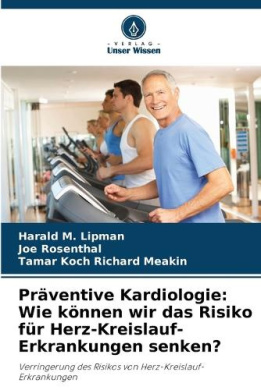 VERLAG
Unser Wissen
Harald M. Lipman
Joe Rosenthal
Tamar Koch Richard Meakin
Präventive Kardiologie:
Wie können wir das Risiko
für Herz-Kreislauf-
Erkrankungen senken?
Verringerung des Risikos von Herz-Kreislauf-
Erkrankungen